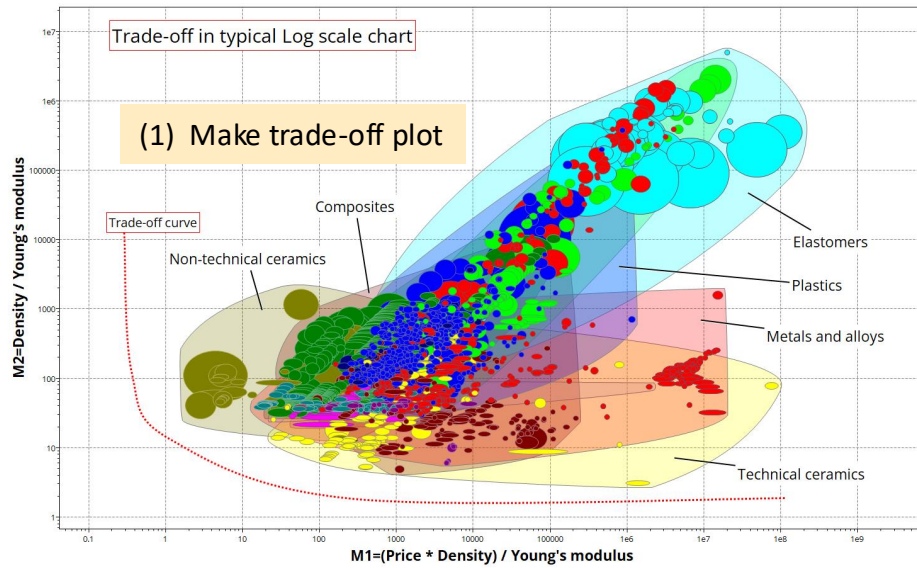 Trade-off in typical Log scale chart
(1) Make trade-off plot
Trade-off curve
Composites
Non-technical ceramics
Elastomers
Plastics
Metals and alloys
Technical ceramics
M2=Density / Young's modulus
1e7
1e6
100000
10000
1000
100
10
1
0.1
1
10
100
1000
10000
100000
1e6
1e7
1e8
1e9
M1=(Price * Density) / Young's modulus